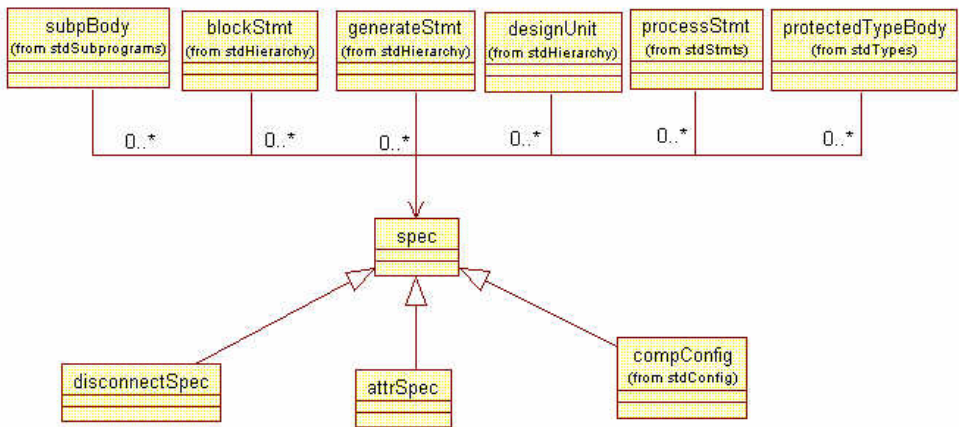 subpBody
(from stdSubprograms)
blockStmt
(from stdHierarchy)
generateStmt
(from stdHierarchy)
designUnit
(from stdHierarchy)
processStmt
(from stdStmts)
protectedTypeBody
(from stdTypes)
0..*
0..*
0..*
0..*
0..*
0..*
spec
disconnectSpec
attrSpec
compConfig
(from stdConfig)